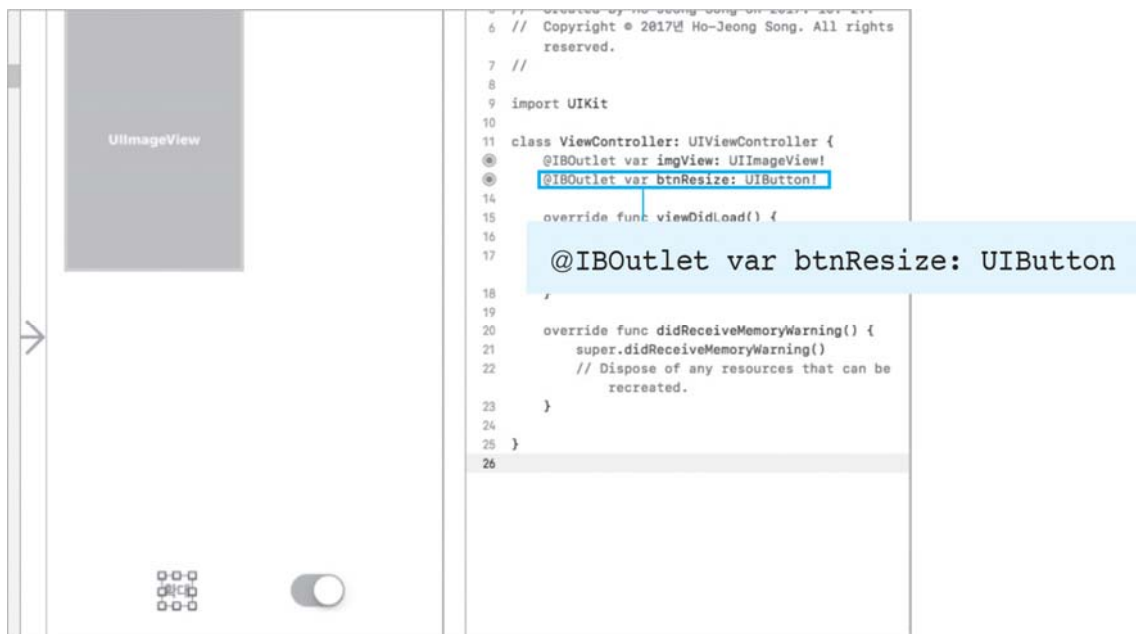 6 // Copyright © 2017년 Ho-Jeong Song. All rights
reserved.
7 //
8
9 import UIKit
10
11 class ViewController: UIViewController {
@IBOutlet var imgView: UIImageView!
@IBOutlet var btnResize: UIButton!
14
15 override func viewDidLoad() {
16
17
@IBOutlet var btnResize: UIButton
18 }
19
20 override func didReceiveMemoryWarning() {
21 super.didReceiveMemoryWarning()
22 // Dispose of any resources that can be
recreated.
23 }
24
25 }
26
UIImageView